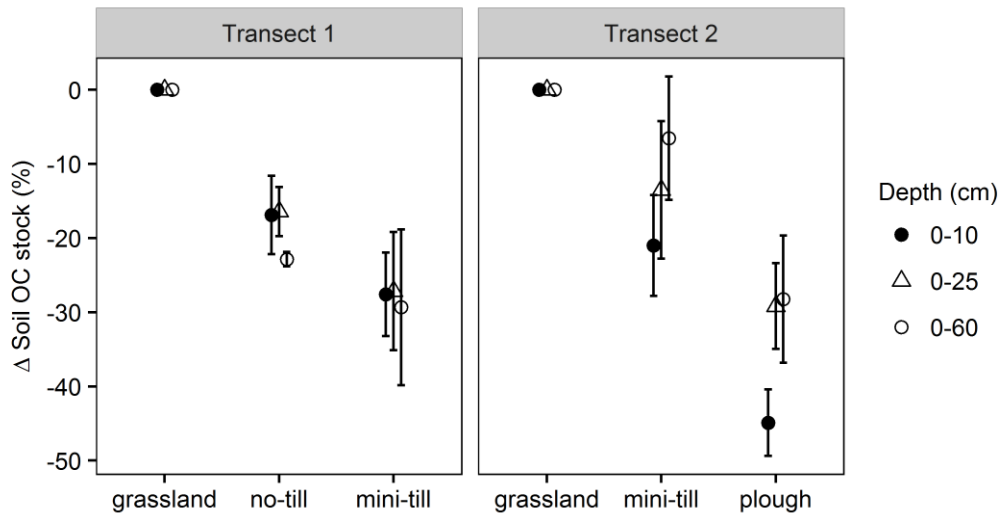 Transect 1
Transect 2
Δ Soil OC stock (%)
0
-10
-20
-30
-40
-50
grassland no-till mini-till
grassland mini-till plough
Depth (cm)
0-10
0-25
0-60